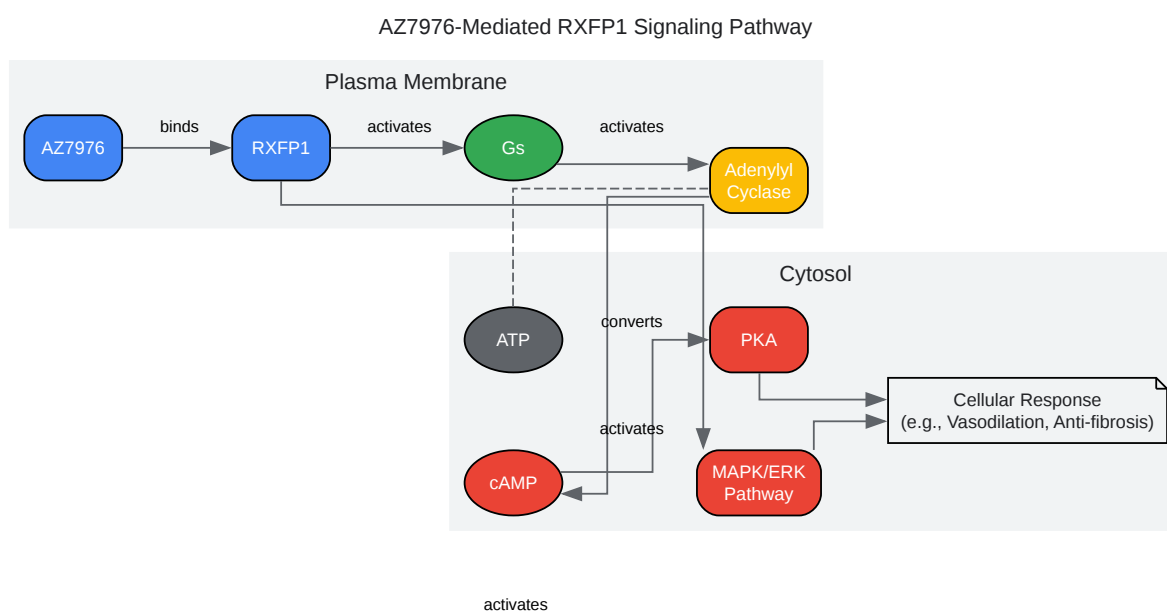 AZ7976-Mediated RXFP1 Signaling Pathway
Plasma Membrane
binds
activates
activates
AZ7976
RXFP1
Gs
Adenylyl
Cyclase
Cytosol
converts
ATP
PKA
Cellular Response
(e.g., Vasodilation, Anti-fibrosis)
activates
cAMP
MAPK/ERK
Pathway
activates